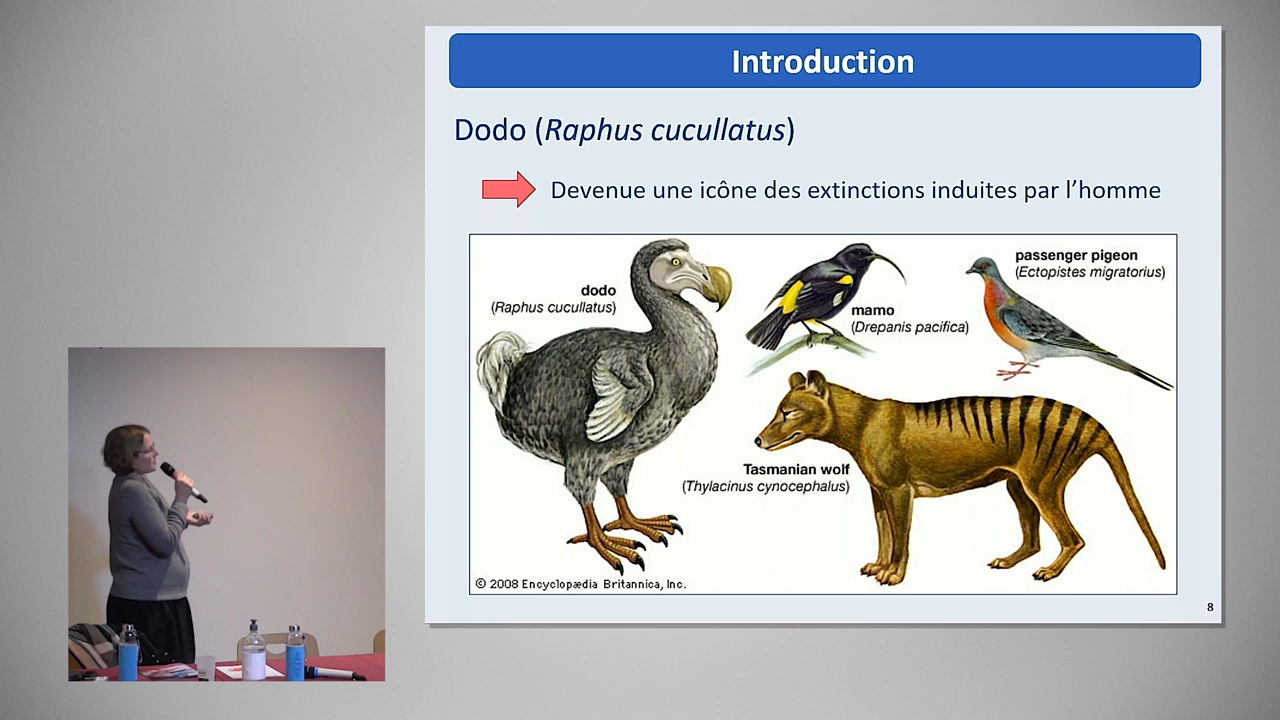 Introduction
Dodo (Raphus cucullatus)
Devenue une icône des extinctions induites par l’homme
dodo
(Raphus cucullatus)
mamo
(Drepanis pacifica)
passenger pigeon
(Ectopistes migratorius)
Tasmanian wolf
(Thylacinus cynocephalus)
© 2008 Encyclopædia Britannica, Inc.
8